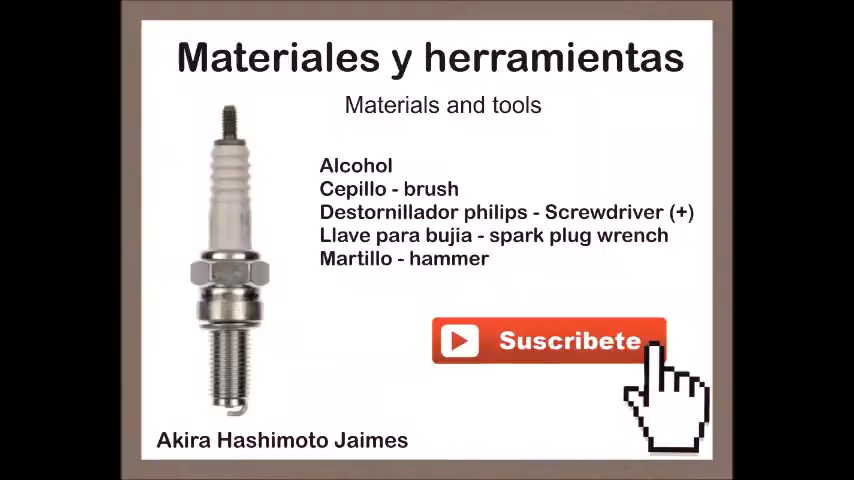 Materiales y herramientas
Materials and tools
Alcohol
Cepillo - brush
Destornillador philips - Screwdriver (+)
Llave para bujia - spark plug wrench
Martillo - hammer
Suscribete
Akira Hashimoto Jaimes